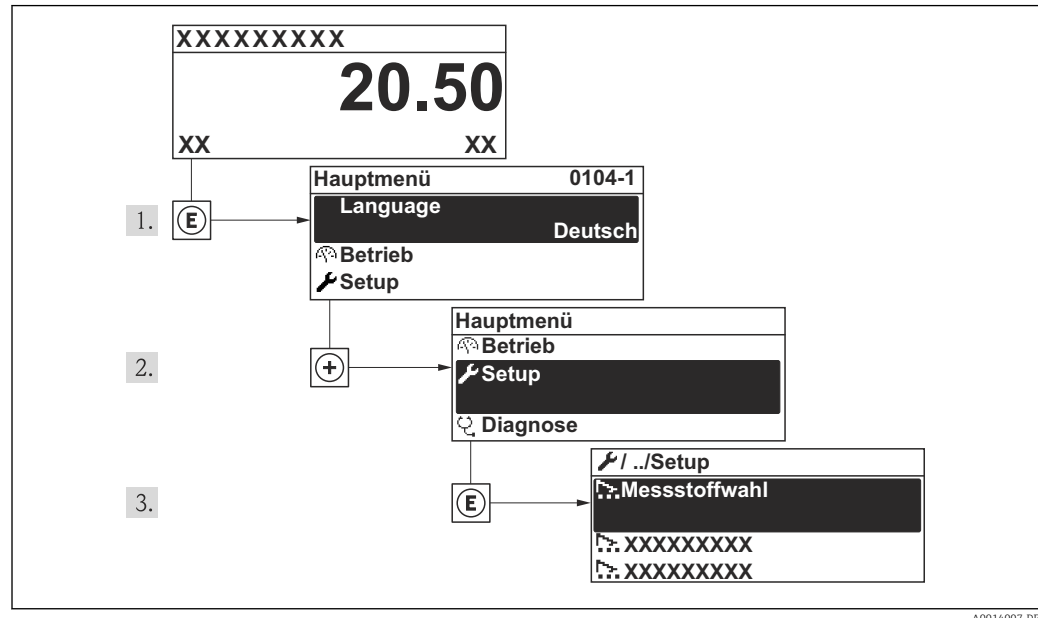 XXXXXXXXX
20.50
XX XX
1. E
Hauptmenü 0104-1
Language
Deutsch
Betrieb
Setup
2. +
Hauptmenü
Betrieb
Setup
Diagnose
3. E
/ ../Setup
Messstoffwahl
XXXXXXXXX
XXXXXXXXX